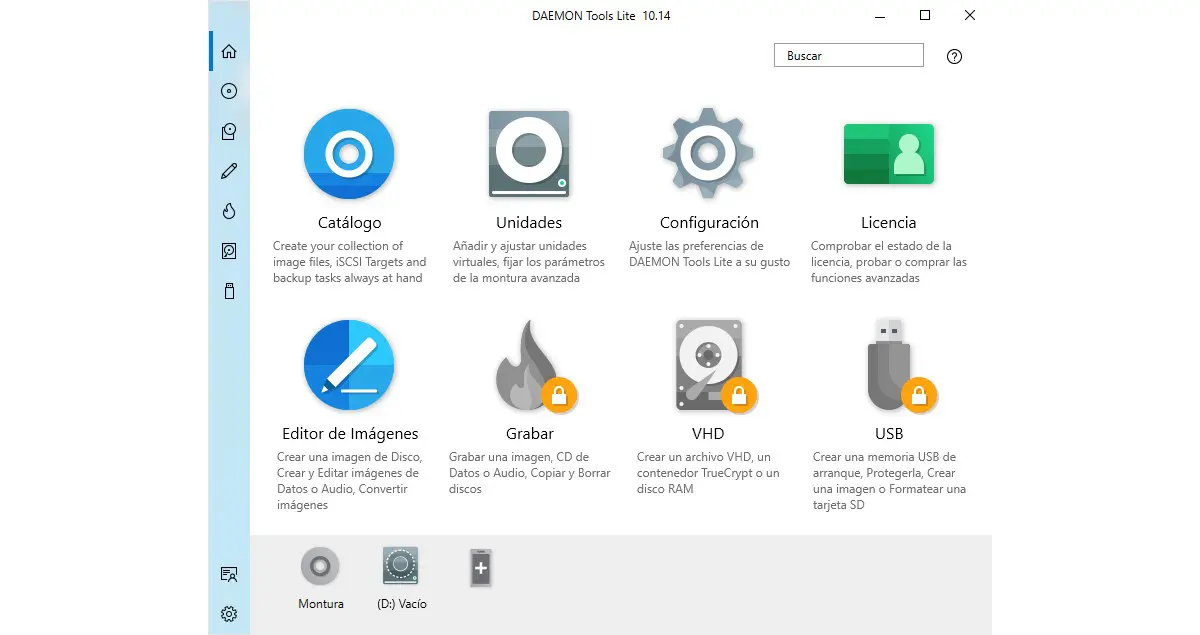 DAEMON Tools Lite 10.14
Buscar
Catálogo
Create your collection of
image files, iSCSI Targets and
backup tasks always at hand
Unidades
Añadir y ajustar unidades
virtuales, fijar los parámetros
de la montura avanzada
Configuración
Ajuste las preferencias de
DAEMON Tools Lite a su gusto
Licencia
Comprobar el estado de la
licencia, probar o comprar las
funciones avanzadas
Editor de Imágenes
Crear una imagen de Disco,
Crear y Editar imágenes de
Datos o Audio, Convertir
imágenes
Grabar
Grabar una imagen, CD de
Datos o Audio, Copiar y Borrar
discos
VHD
Crear un archivo VHD, un
contenedor TrueCrypt o un
disco RAM
USB
Crear una memoria USB de
arranque, Protegerla, Crear
una imagen o Formatear una
tarjeta SD
Montura
(D:) Vacío